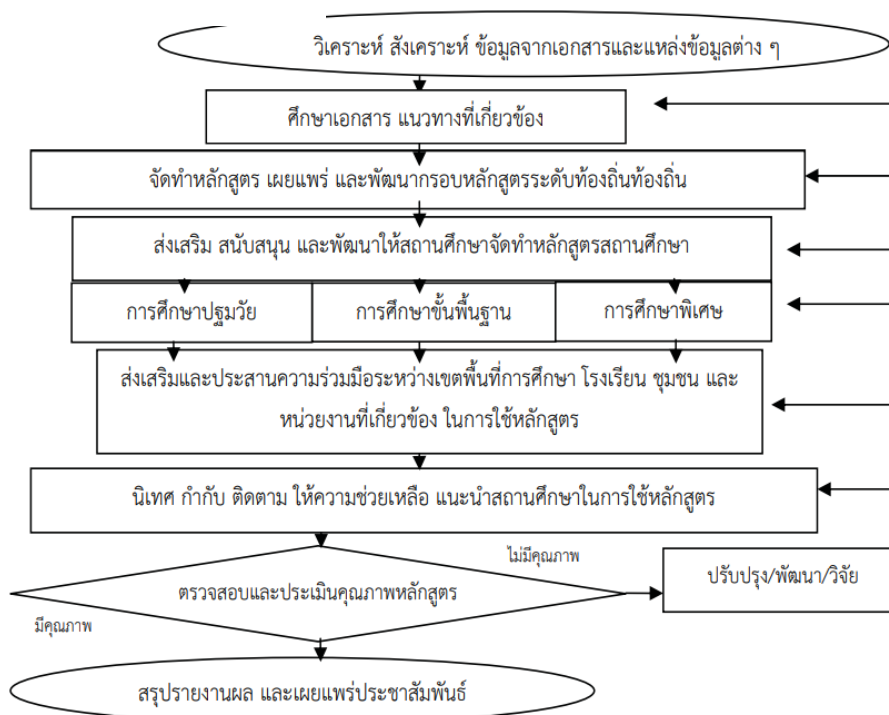 วิเคราะห์ สังเคราะห์ ข้อมูลจากเอกสารและแหล่งข้อมูลต่าง ๆ
ศึกษาเอกสาร แนวทางที่เกี่ยวข้อง
จัดทำหลักสูตร เผยแพร่ และพัฒนากรอบหลักสูตรระดับท้องถิ่นท้องถิ่น
ส่งเสริม สนับสนุน และพัฒนาให้สถานศึกษาจัดทำหลักสูตรสถานศึกษา
การศึกษาปฐมวัย การศึกษาขั้นพื้นฐาน การศึกษาพิเศษ
ส่งเสริมและประสานความร่วมมือระหว่างเขตพื้นที่การศึกษา โรงเรียน ชุมชน และ
หน่วยงานที่เกี่ยวข้อง ในการใช้หลักสูตร
นิเทศ กำกับ ติดตาม ให้ความช่วยเหลือ แนะนำสถานศึกษาในการใช้หลักสูตร
ไม่มีคุณภาพ
ตรวจสอบและประเมินคุณภาพหลักสูตร
ปรับปรุง/พัฒนา/วิจัย
มีคุณภาพ
สรุปรายงานผล และเผยแพร่ประชาสัมพันธ์